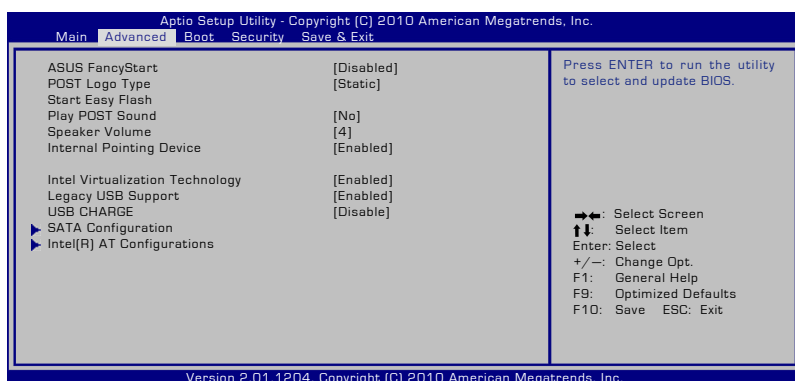 Aptio Setup Utility - Copyright (C) 2010 American Megatrends, Inc.
Main Advanced Boot Security Save & Exit
ASUS FancyStart [Disabled]
POST Logo Type [Static]
Start Easy Flash
Play POST Sound [No]
Speaker Volume [4]
Internal Pointing Device [Enabled]
Intel Virtualization Technology [Enabled]
Legacy USB Support [Enabled]
USB CHARGE [Disable]
SATA Configuration
Intel(R) AT Configurations
Press ENTER to run the utility
to select and update BIOS.
→←: Select Screen
↑↓: Select Item
Enter: Select
+/—: Change Opt.
F1: General Help
F9: Optimized Defaults
F10: Save ESC: Exit
Version 2.01.1204. Copyright (C) 2010 American Megatrends, Inc.